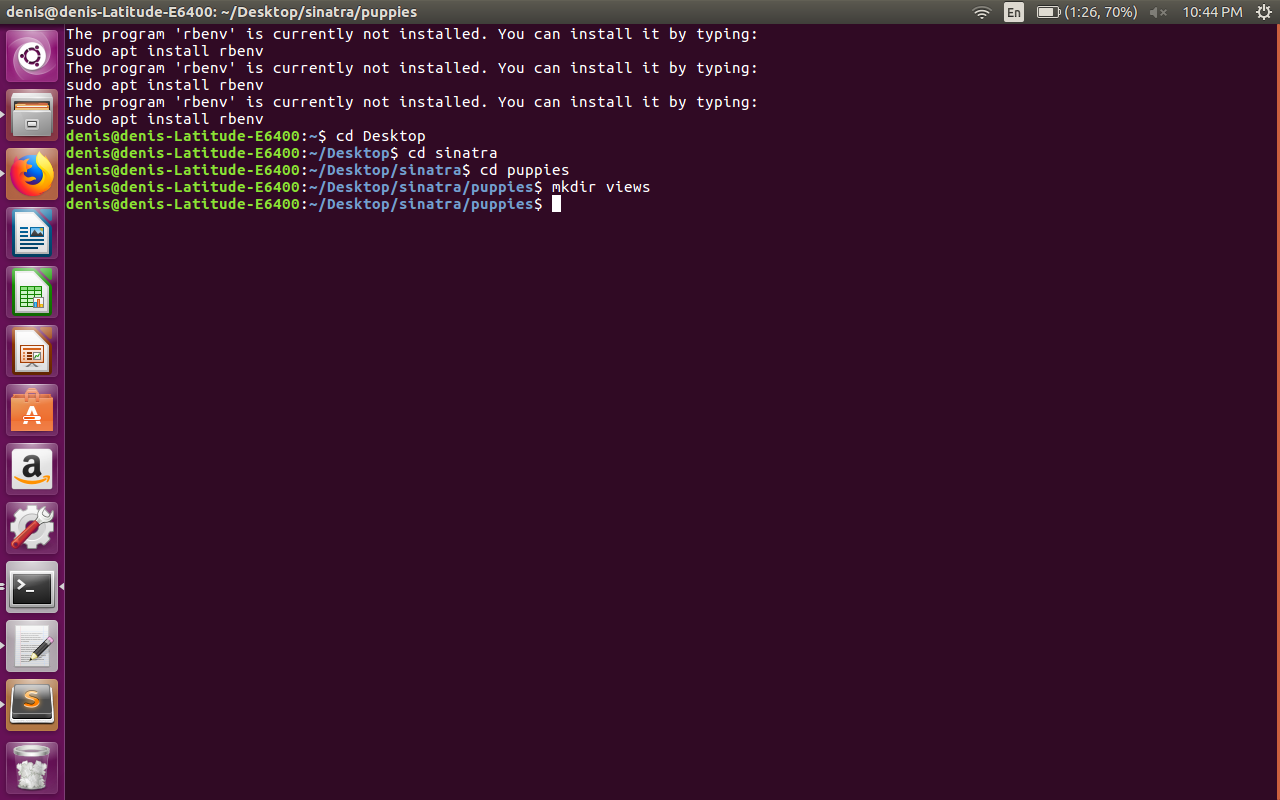 denis@denis-Latitude-E6400: ~/Desktop/sinatra/puppies
En
(1:26, 70%)
10:44 PM
The program 'rbenv' is currently not installed. You can install it by typing:
sudo apt install rbenv
The program 'rbenv' is currently not installed. You can install it by typing:
sudo apt install rbenv
The program 'rbenv' is currently not installed. You can install it by typing:
sudo apt install rbenv
denis@denis-Latitude-E6400:~$ cd Desktop
denis@denis-Latitude-E6400:~/Desktop$ cd sinatra
denis@denis-Latitude-E6400:~/Desktop/sinatra$ cd puppies
denis@denis-Latitude-E6400:~/Desktop/sinatra/puppies$ mkdir views
denis@denis-Latitude-E6400:~/Desktop/sinatra/puppies$
A
a
>_
S